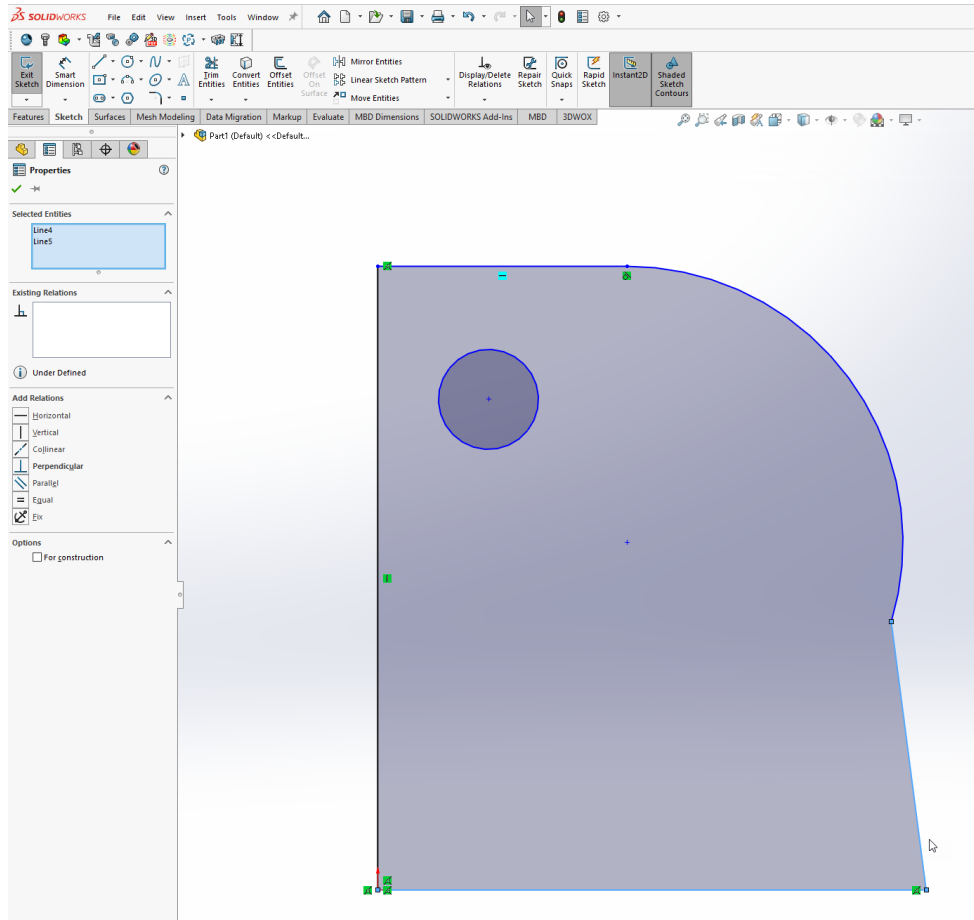 SOLIDWORKS File Edit View Insert Tools Window
Exit Sketch
Smart Dimension
Trim Entities
Convert Entities
Offset Entities
Offset On Surface
Mirror Entities
Linear Sketch Pattern
Move Entities
Display/Delete Relations
Repair Sketch
Quick Snaps
Rapid Sketch
Instant2D
Shaded Sketch Contours
Features Sketch Surfaces Mesh Modeling Data Migration Markup Evaluate MBD Dimensions SOLIDWORKS Add-Ins MBD 3DWOX
Part1 (Default) <<Default...
Properties
Selected Entities
Line4
Line5
Existing Relations
Under Defined
Add Relations
Horizontal
Vertical
Collinear
Perpendicular
Parallel
Equal
Fix
Options
For construction